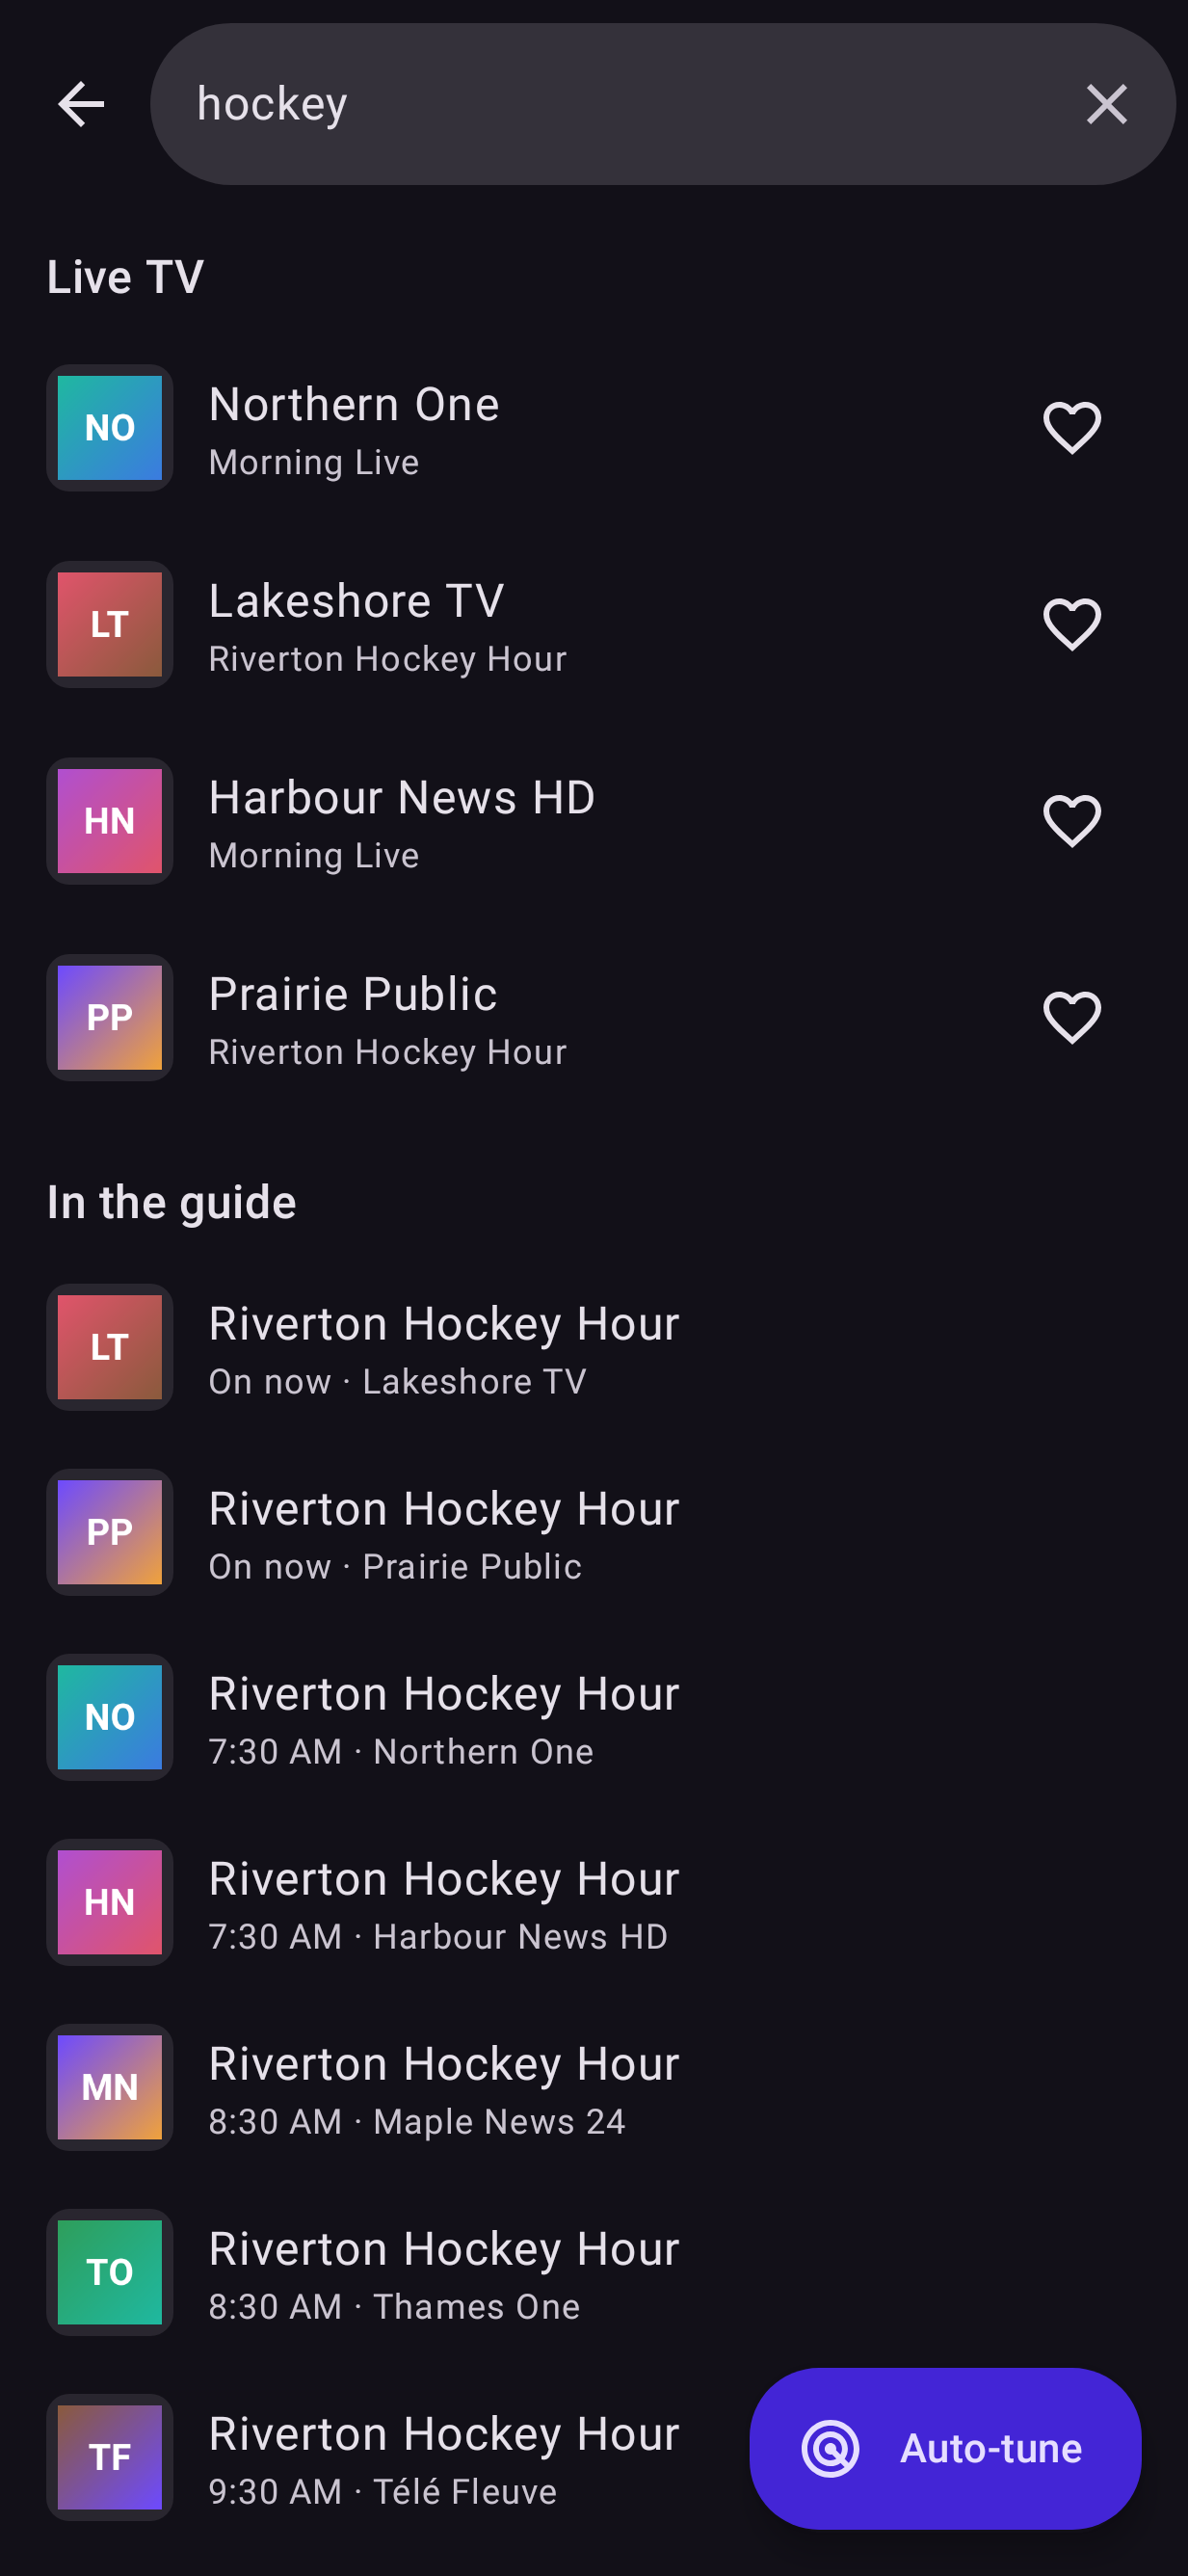 hockey
Live TV
NO
Northern One
Morning Live
LT
Lakeshore TV
Riverton Hockey Hour
HN
Harbour News HD
Morning Live
PP
Prairie Public
Riverton Hockey Hour
In the guide
LT
Riverton Hockey Hour
On now · Lakeshore TV
PP
Riverton Hockey Hour
On now · Prairie Public
NO
Riverton Hockey Hour
7:30 AM · Northern One
HN
Riverton Hockey Hour
7:30 AM · Harbour News HD
MN
Riverton Hockey Hour
8:30 AM · Maple News 24
TO
Riverton Hockey Hour
8:30 AM · Thames One
TF
Riverton Hockey Hour
9:30 AM · Télé Fleuve
Auto-tune